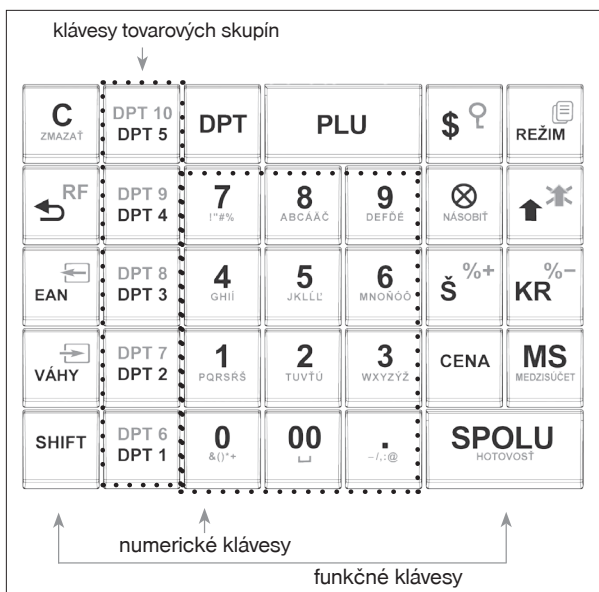 klávesy tovarových skupín
C
ZMAZAŤ
DPT 10
DPT 5
DPT
PLU
$
REŽIM
RF
DPT 9
DPT 4
7
!"#%
8
ABCÁÄČ
9
DEFĎÉ
NÁSOBIŤ
EAN
DPT 8
DPT 3
4
GHIÍ
5
JKLĹĽ
6
MNOŇÓÔ
%+
Š
%–
KR
VÁHY
DPT 7
DPT 2
1
PQRSŔŠ
2
TUVŤÚ
3
WXYZÝŽ
CENA
MS
MEDZISÚČET
SHIFT
DPT 6
DPT 1
0
&()*+
00
.
–/,:@
SPOLU
HOTOVOSŤ
numerické klávesy
funkčné klávesy